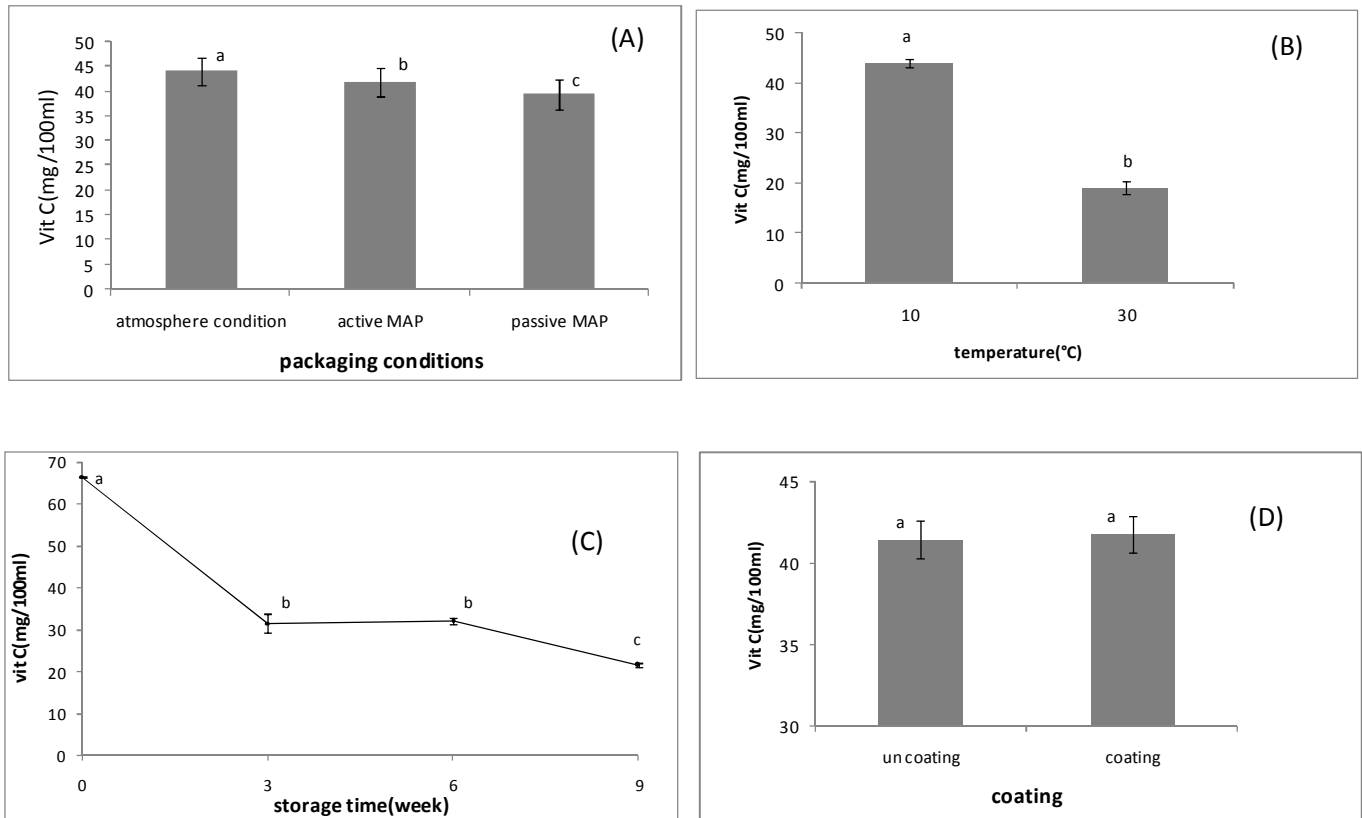 (A)
50
45
40
35
30
25
20
15
10
5
0
Vit C(mg/100ml)
a
b
c
atmosphere condition active MAP passive MAP
packaging conditions
(B)
50
40
30
20
10
0
Vit C(mg/100ml)
a
b
10 30
temperature(°C)
(C)
70
60
50
40
30
20
10
0
vit C(mg/100ml)
a
b
b
c
0 3 6 9
storage time(week)
(D)
45
40
35
30
Vit C(mg/100ml)
a
a
un coating coating
coating